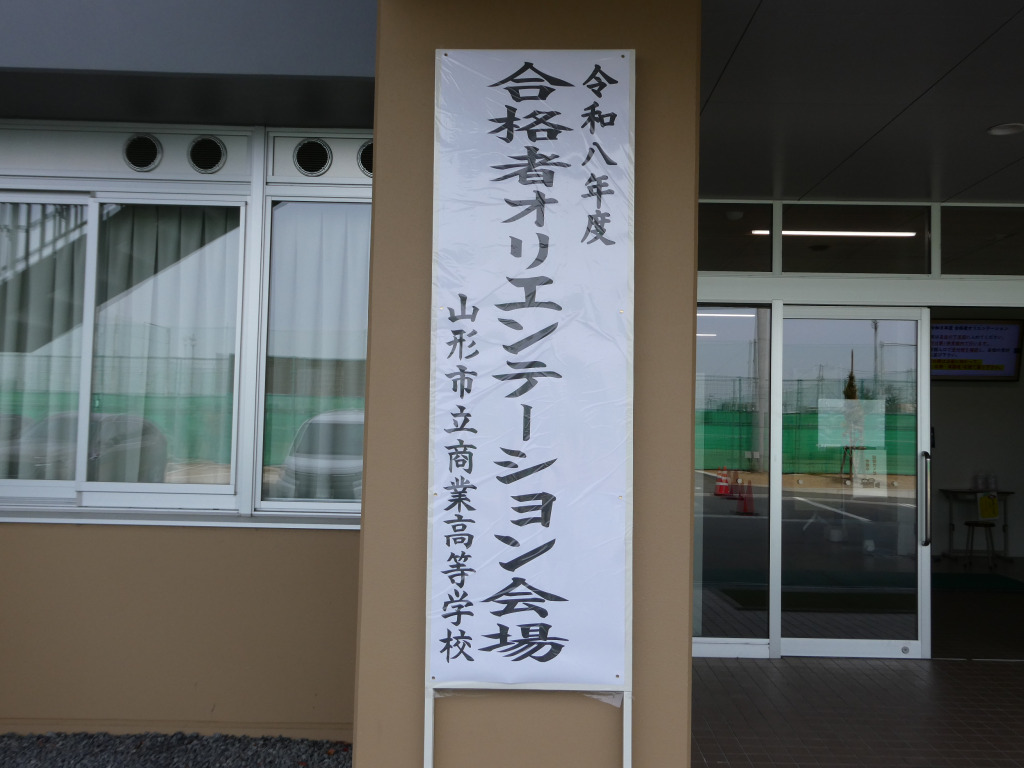 令和八年度
合格者オリエンテーション会場
山形市立商業高等学校